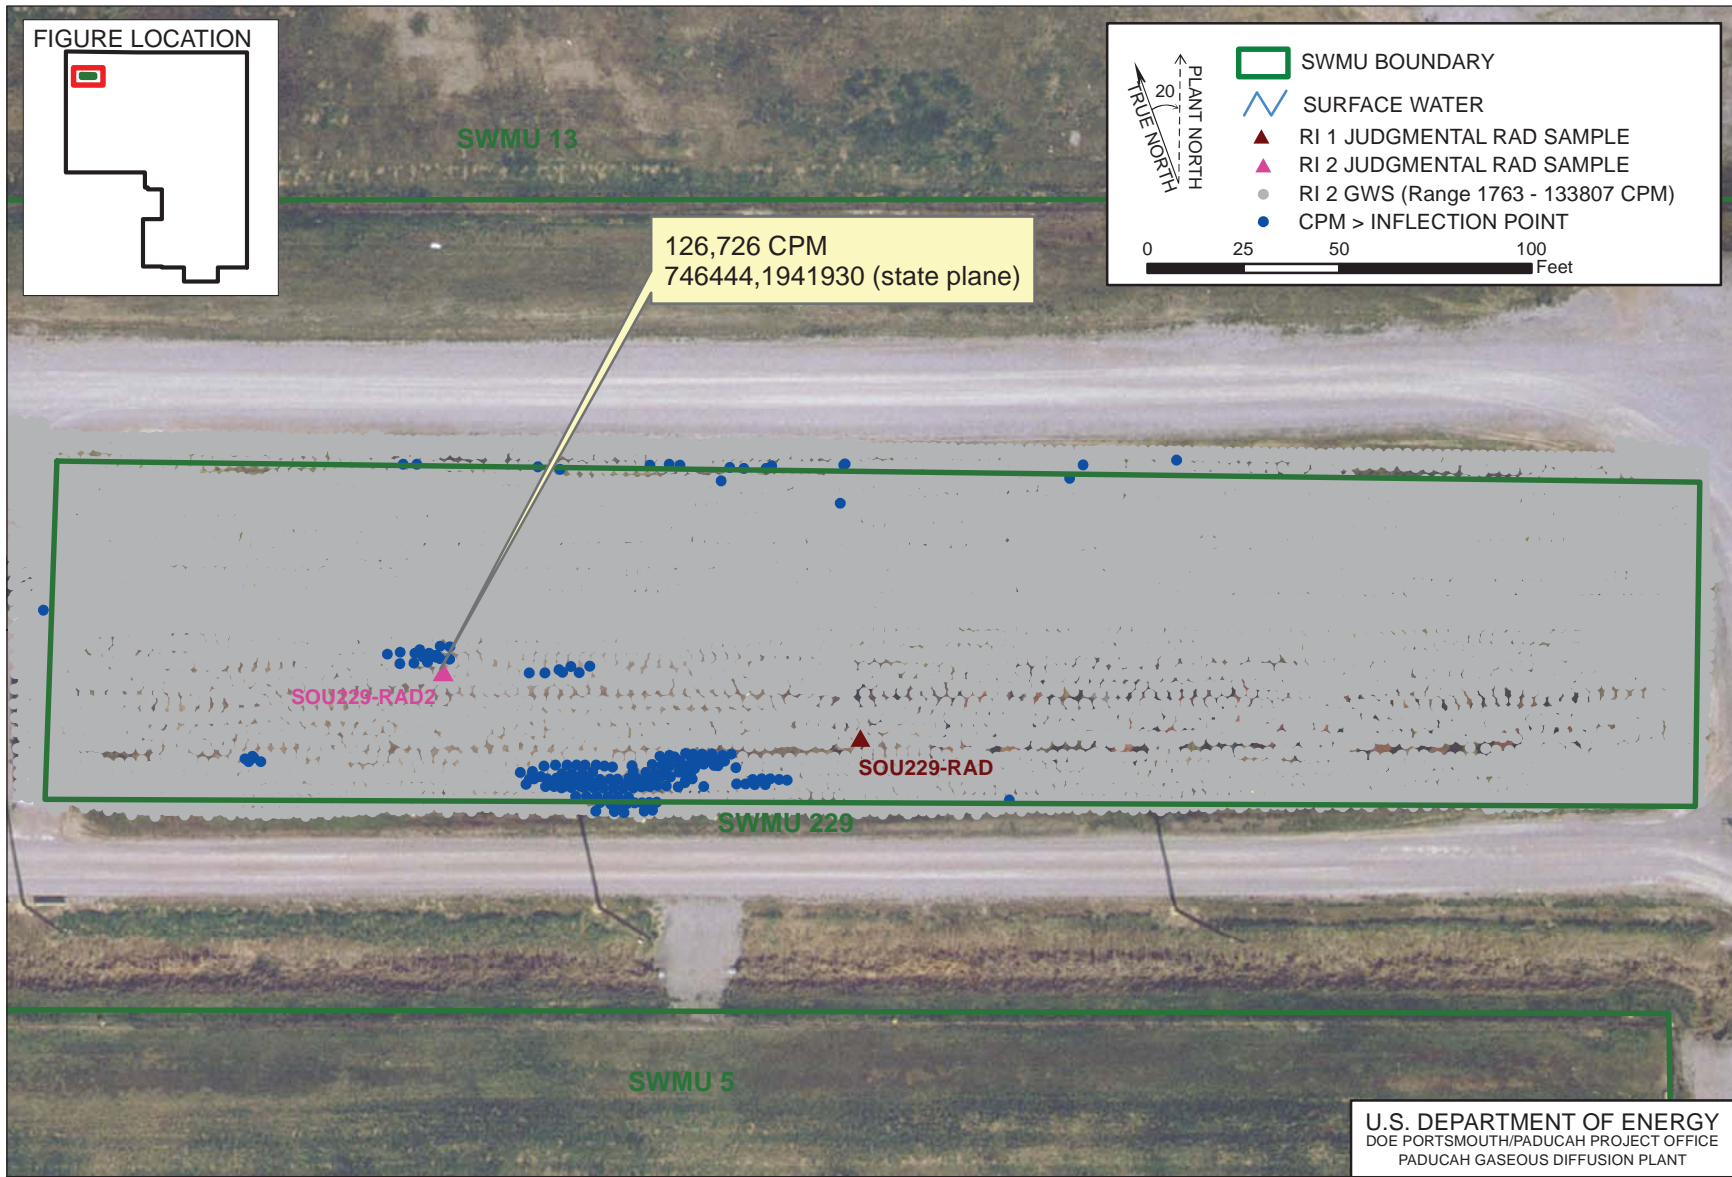 FIGURE LOCATION
SWMU 13
126,726 CPM
746444,1941930 (state plane)
TRUE NORTH
20
PLANT NORTH
SWMU BOUNDARY
SURFACE WATER
RI 1 JUDGMENTAL RAD SAMPLE
RI 2 JUDGMENTAL RAD SAMPLE
RI 2 GWS (Range 1763 - 133807 CPM)
CPM > INFLECTION POINT
0 25 50 100
Feet
SOU229-RAD2
SOU229-RAD
SWMU 229
SWMU 5
U.S. DEPARTMENT OF ENERGY
DOE PORTSMOUTH/PADUCAH PROJECT OFFICE
PADUCAH GASEOUS DIFFUSION PLANT